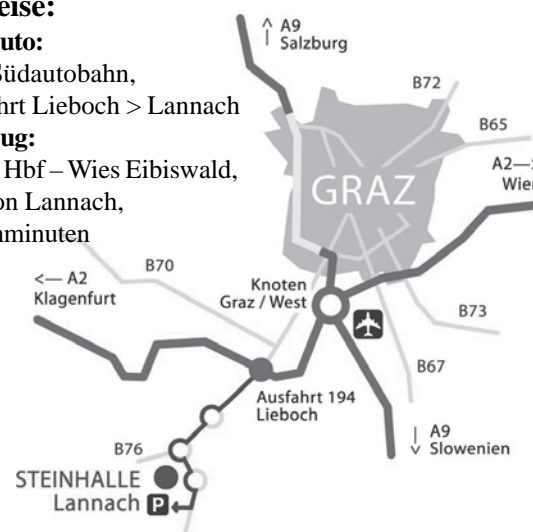 eise:
uto:
Südautobahn,
hrt Lieboch > Lannach
ug:
Hbf – Wies Eibiswald,
on Lannach,
nminuten
A9
Salzburg
B72
B65
A2—>
Wien
GRAZ
<— A2
Klagenfurt
B70
Knoten
Graz / West
B73
B67
Ausfahrt 194
Lieboch
A9
Slowenien
B76
STEINHALLE
Lannach P